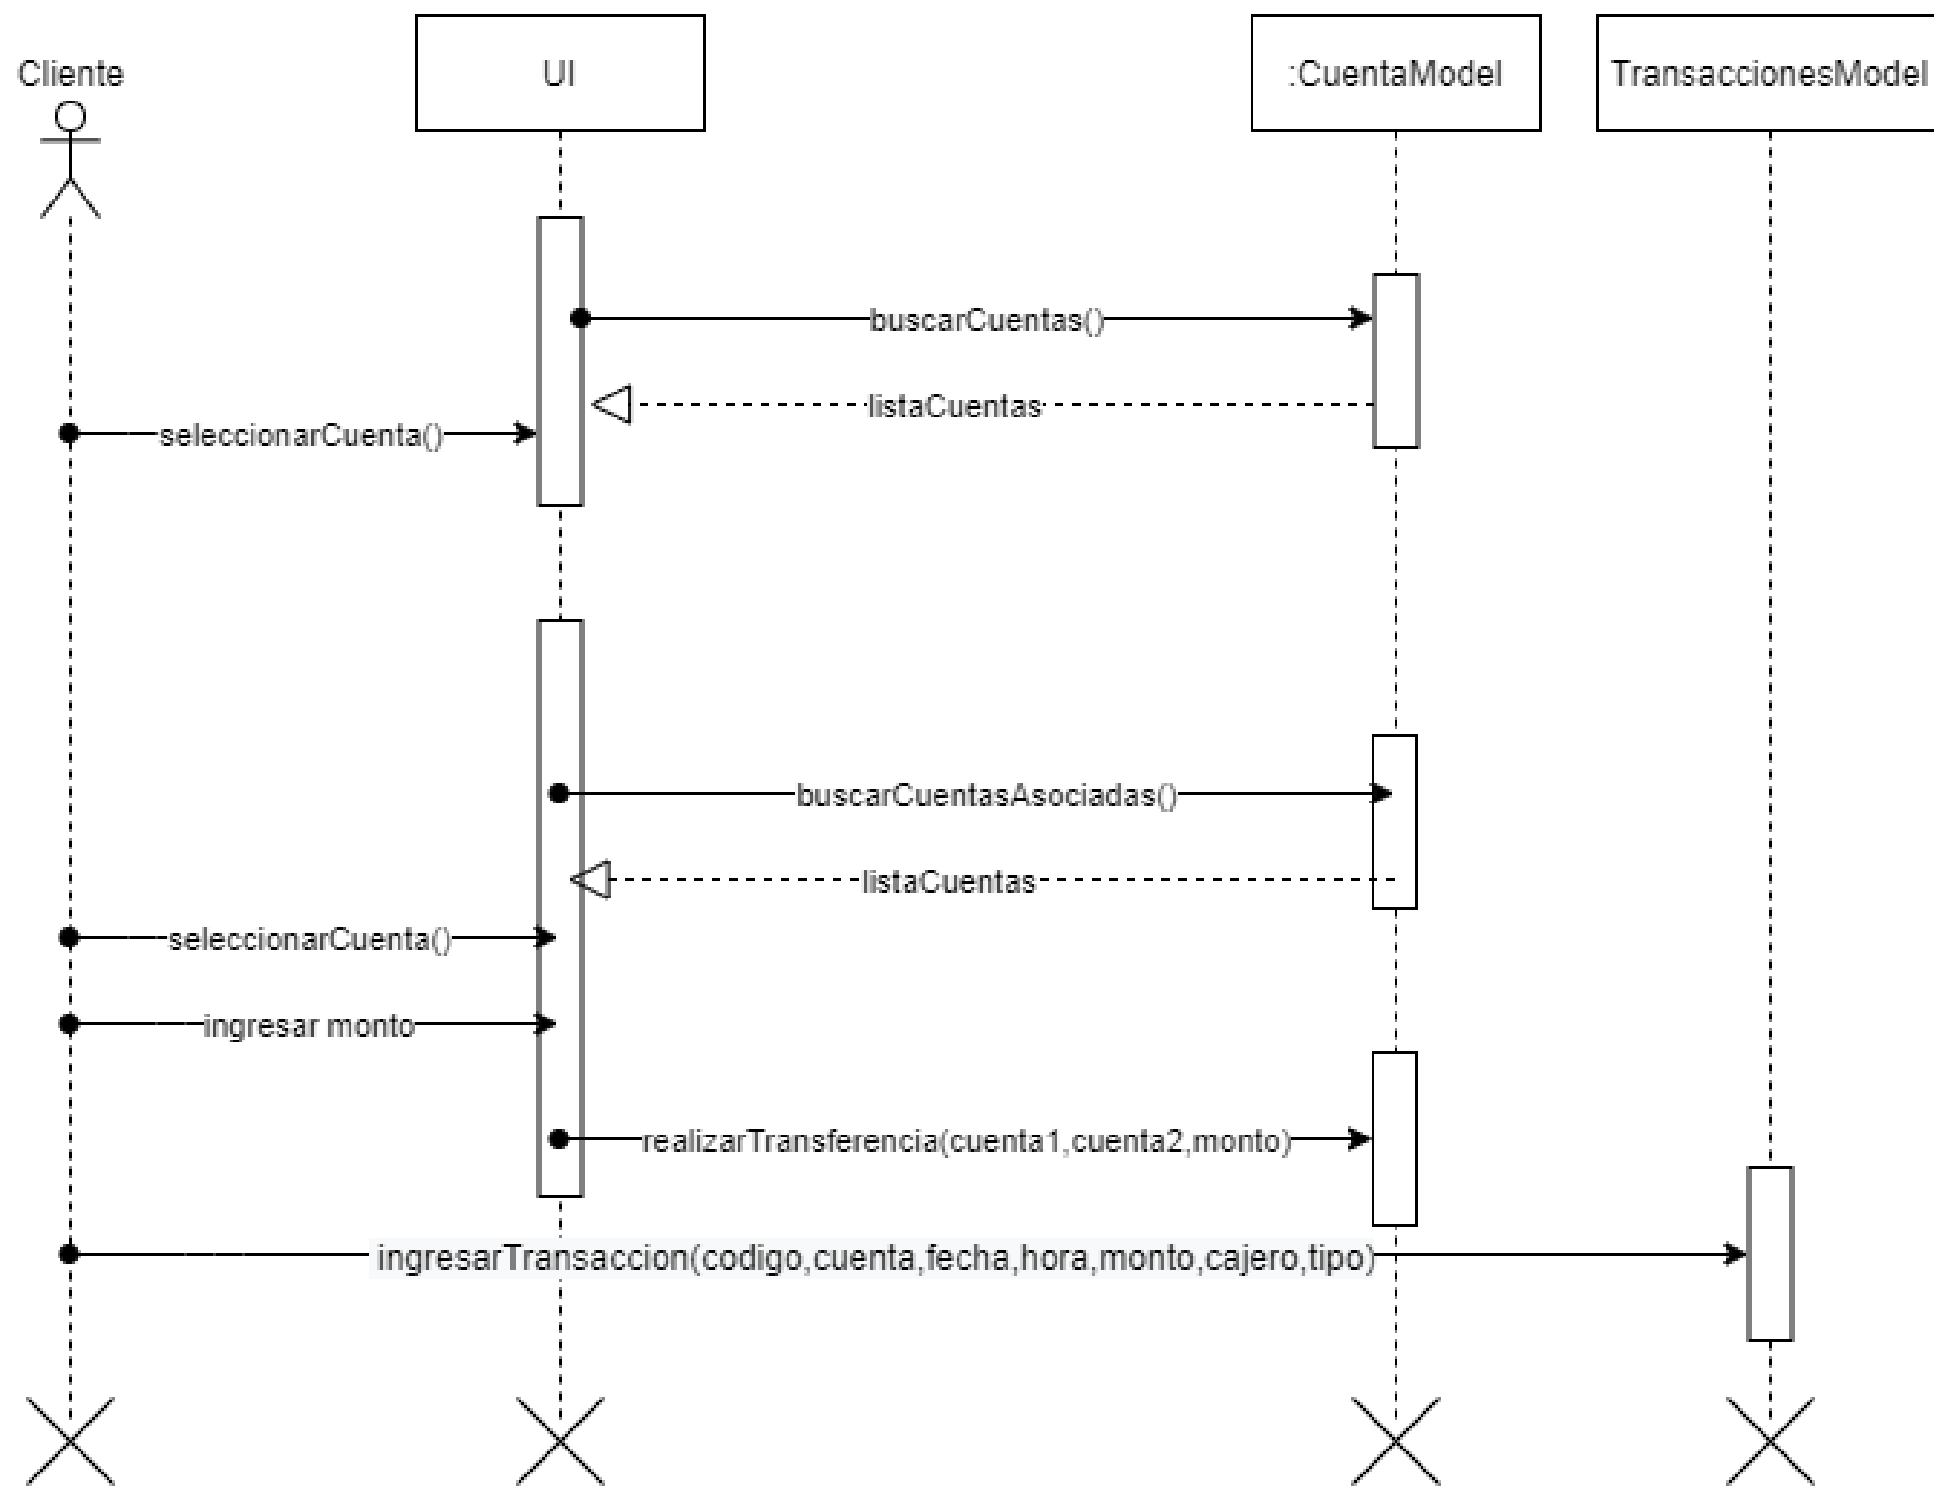 Cliente
UI
:CuentaModel
TransaccionesModel
buscarCuentas()
listaCuentas
seleccionarCuenta()
buscarCuentasAsociadas()
listaCuentas
seleccionarCuenta()
ingresar monto
realizarTransferencia(cuenta1,cuenta2,monto)
ingresarTransaccion(codigo,cuenta,fecha,hora,monto,cajero,tipo)